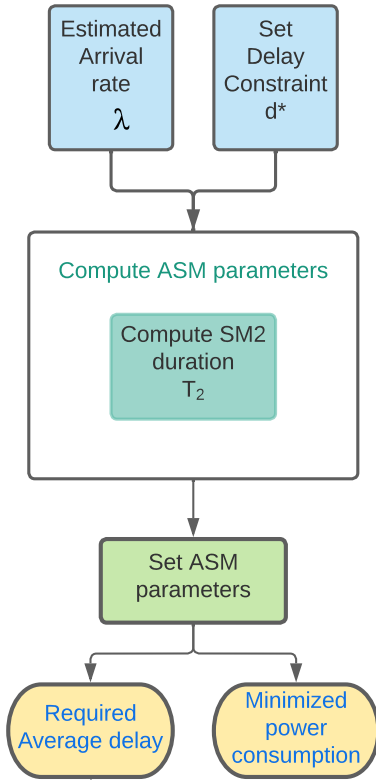 Estimated
Arrival
rate
λ
Set
Delay
Constraint
d*
Compute ASM parameters
Compute SM2
duration
T₂
Set ASM
parameters
Required
Average delay
Minimized
power
consumption